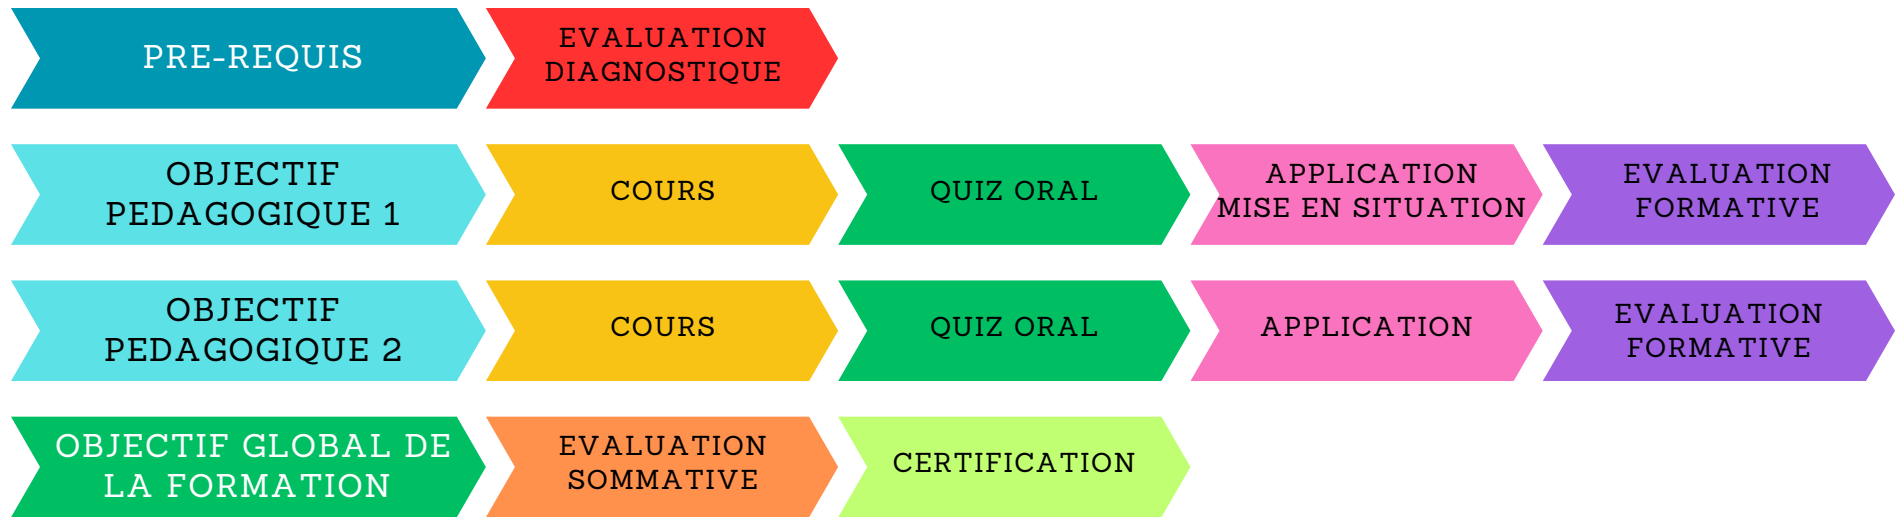 PRE-REQUIS
EVALUATION
DIAGNOSTIQUE
OBJECTIF
PEDAGOGIQUE 1
COURS
QUIZ ORAL
APPLICATION
MISE EN SITUATION
EVALUATION
FORMATIVE
OBJECTIF
PEDAGOGIQUE 2
COURS
QUIZ ORAL
APPLICATION
EVALUATION
FORMATIVE
OBJECTIF GLOBAL DE
LA FORMATION
EVALUATION
SOMMATIVE
CERTIFICATION